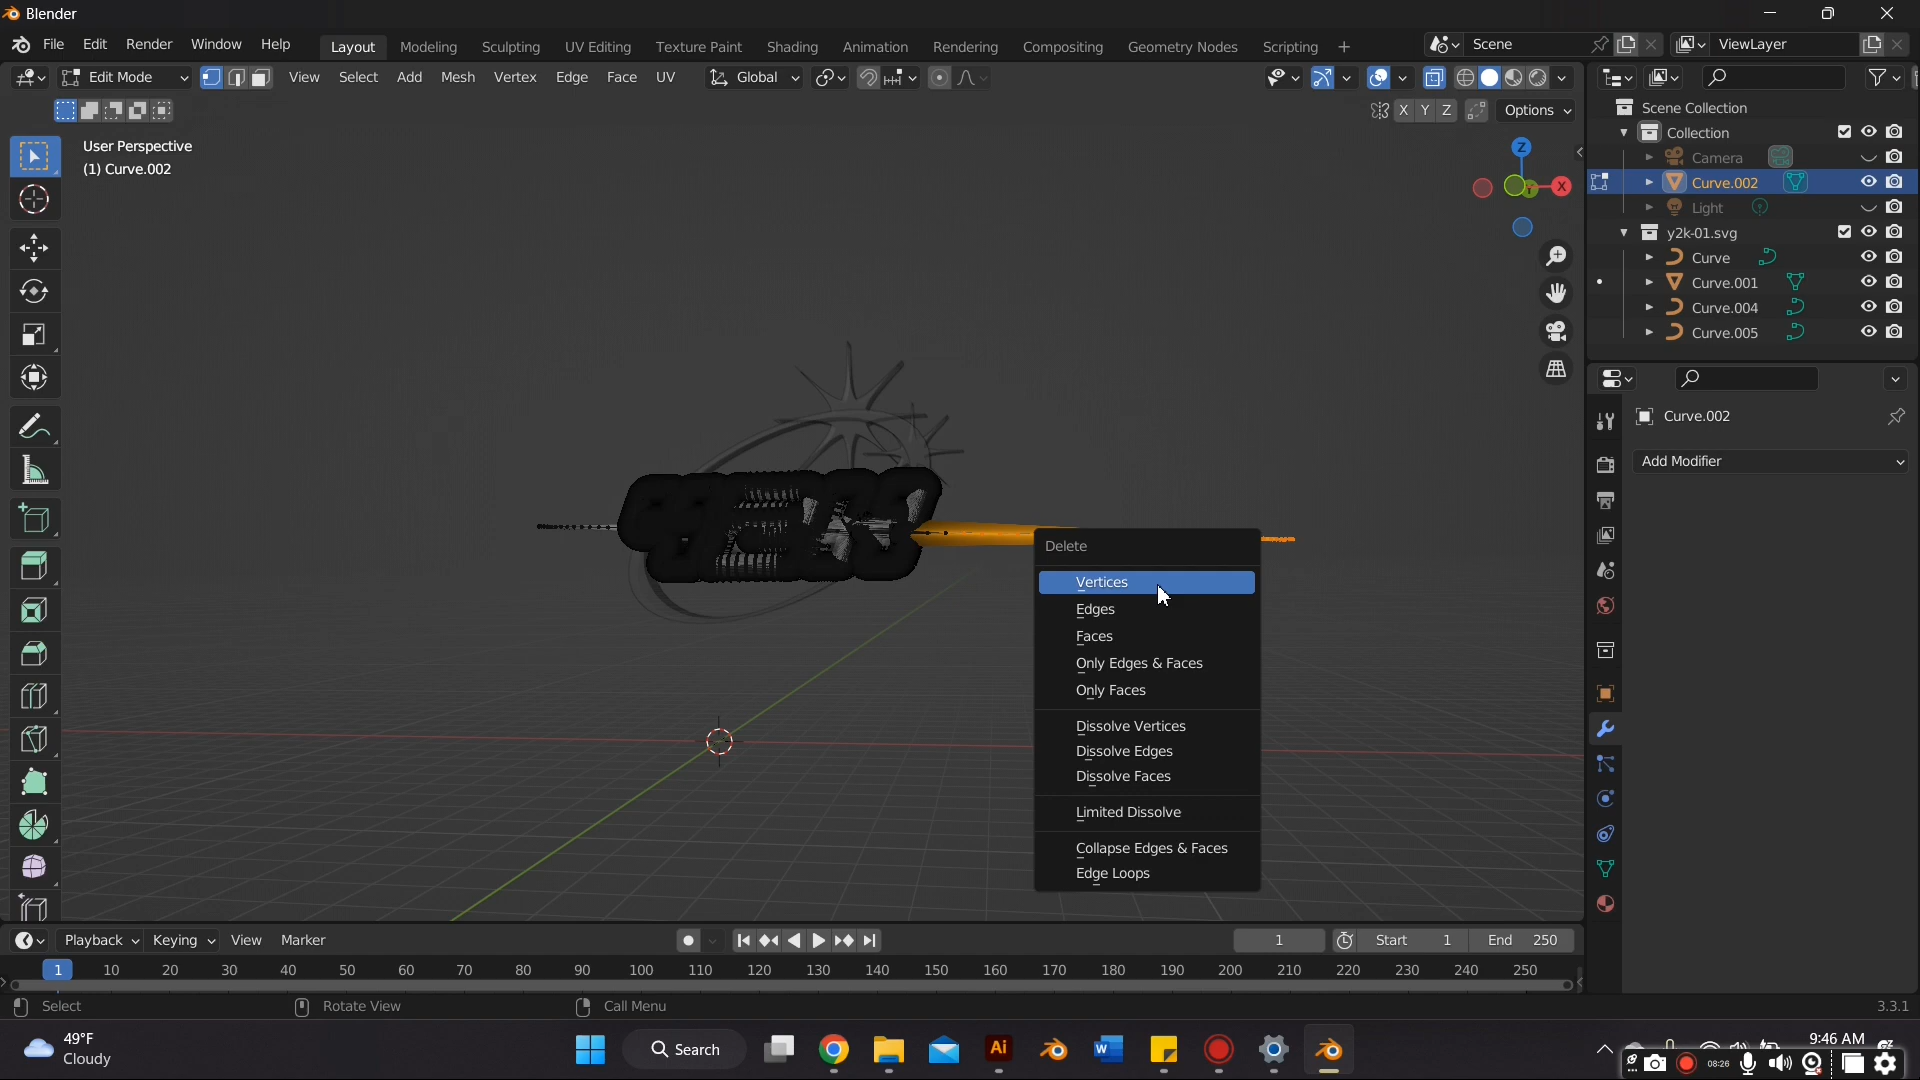 Blender
File Edit Render Window Help Layout Modeling Sculpting UV Editing Texture Paint Shading Animation Rendering Compositing Geometry Nodes Scripting + Scene ViewLayer
Edit Mode View Select Add Mesh Vertex Edge Face UV Global
X Y Z Options
User Perspective
(1) Curve.002
Z
X
Scene Collection
Collection
Camera
Curve.002
Light
y2k-01.svg
Curve
Curve.001
Curve.004
Curve.005
Curve.002
Add Modifier
Delete
Vertices
Edges
Faces
Only Edges & Faces
Only Faces
Dissolve Vertices
Dissolve Edges
Dissolve Faces
Limited Dissolve
Collapse Edges & Faces
Edge Loops
Playback Keying View Marker 1 Start 1 End 250
1 10 20 30 40 50 60 70 80 90 100 110 120 130 140 150 160 170 180 190 200 210 220 230 240 250
Select Rotate View Call Menu 3.3.1
49°F
Cloudy
Search
Ai
W
9:46 AM
08:26